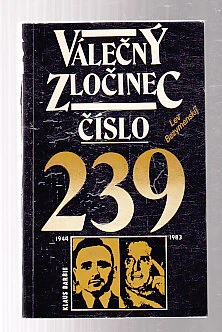 VÁLEČNÝ
ZLOČINEC
ČÍSLO
Lev
Bezymenskij
239
1944 1983
KLAUS BARBIE